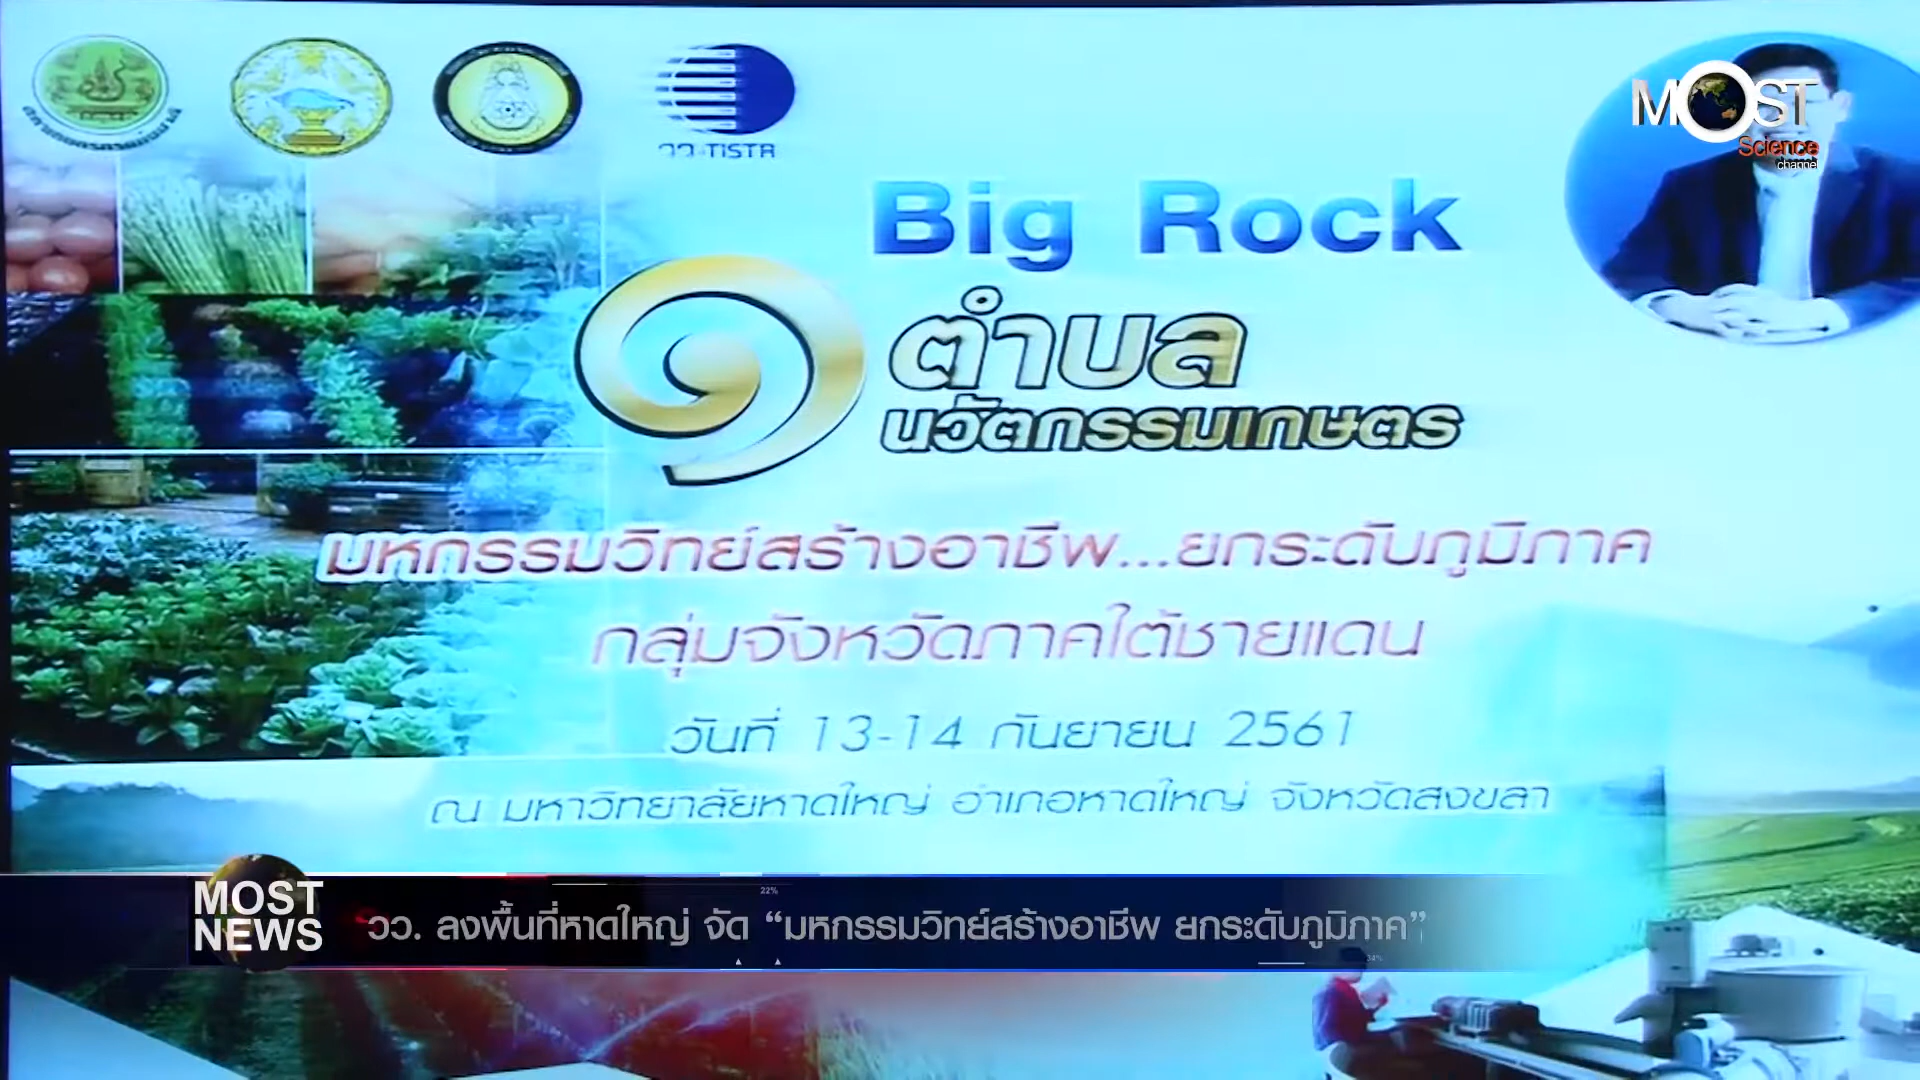 MOST
Science
channel
วว.-TISTR
Big Rock
๑ ตำบล
นวัตกรรมเกษตร
มหกรรมวิทย์สร้างอาชีพ...ยกระดับภูมิภาค
กลุ่มจังหวัดภาคใต้ชายแดน
วันที่ 13-14 กันยายน 2561
ณ มหาวิทยาลัยหาดใหญ่ อำเภอหาดใหญ่ จังหวัดสงขลา
22%
MOST
NEWS
วว. ลงพื้นที่หาดใหญ่ จัด “มหกรรมวิทย์สร้างอาชีพ ยกระดับภูมิภาค”
34%